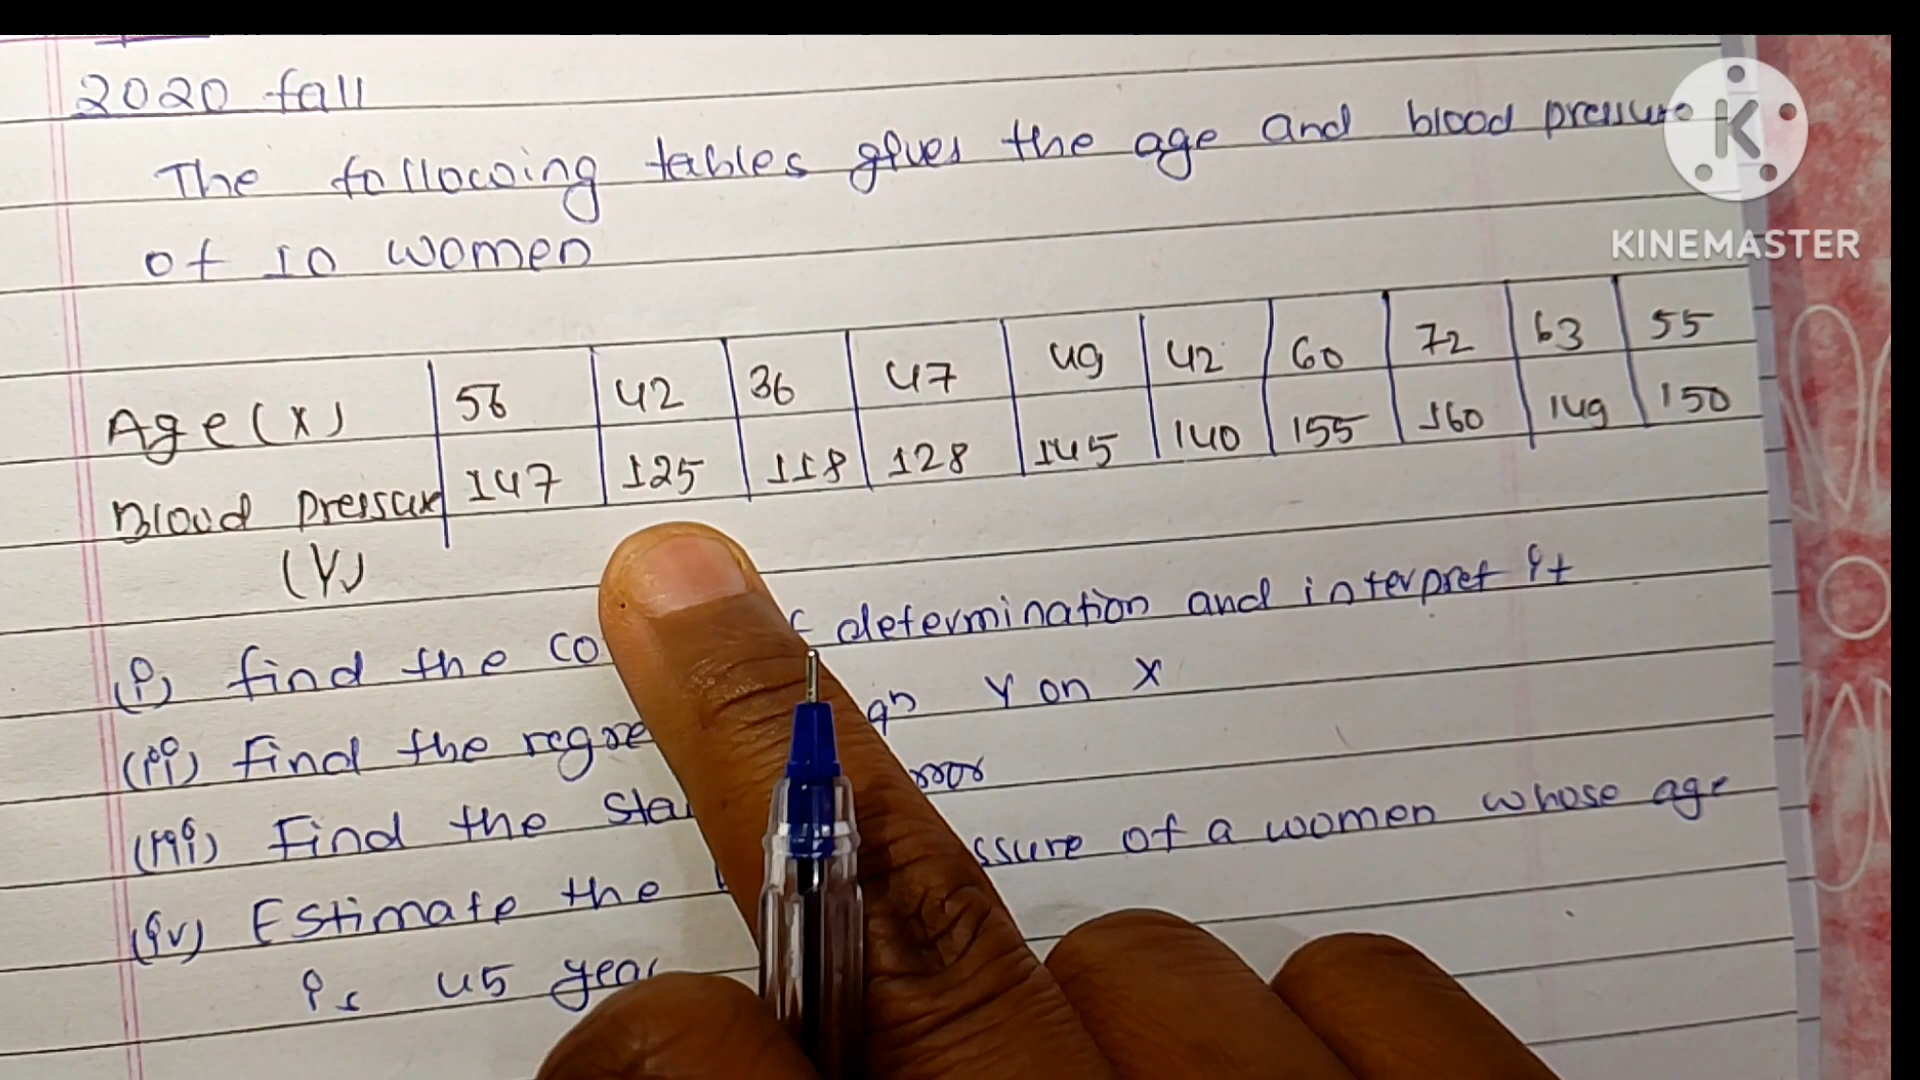 2020 fall
The following tables gives the age and blood pressure
of 10 women
Age (X) 56 42 36 47 49 42 60 72 63 55
Blood pressure 147 125 118 128 145 140 155 160 149 150
(Y)
(i) find the co determination and interpret it
(ii) Find the regre qn Y on X
(iii) Find the sta rror
(iv) Estimate the ssure of a women whose age
is 45 year
K
KINEMASTER